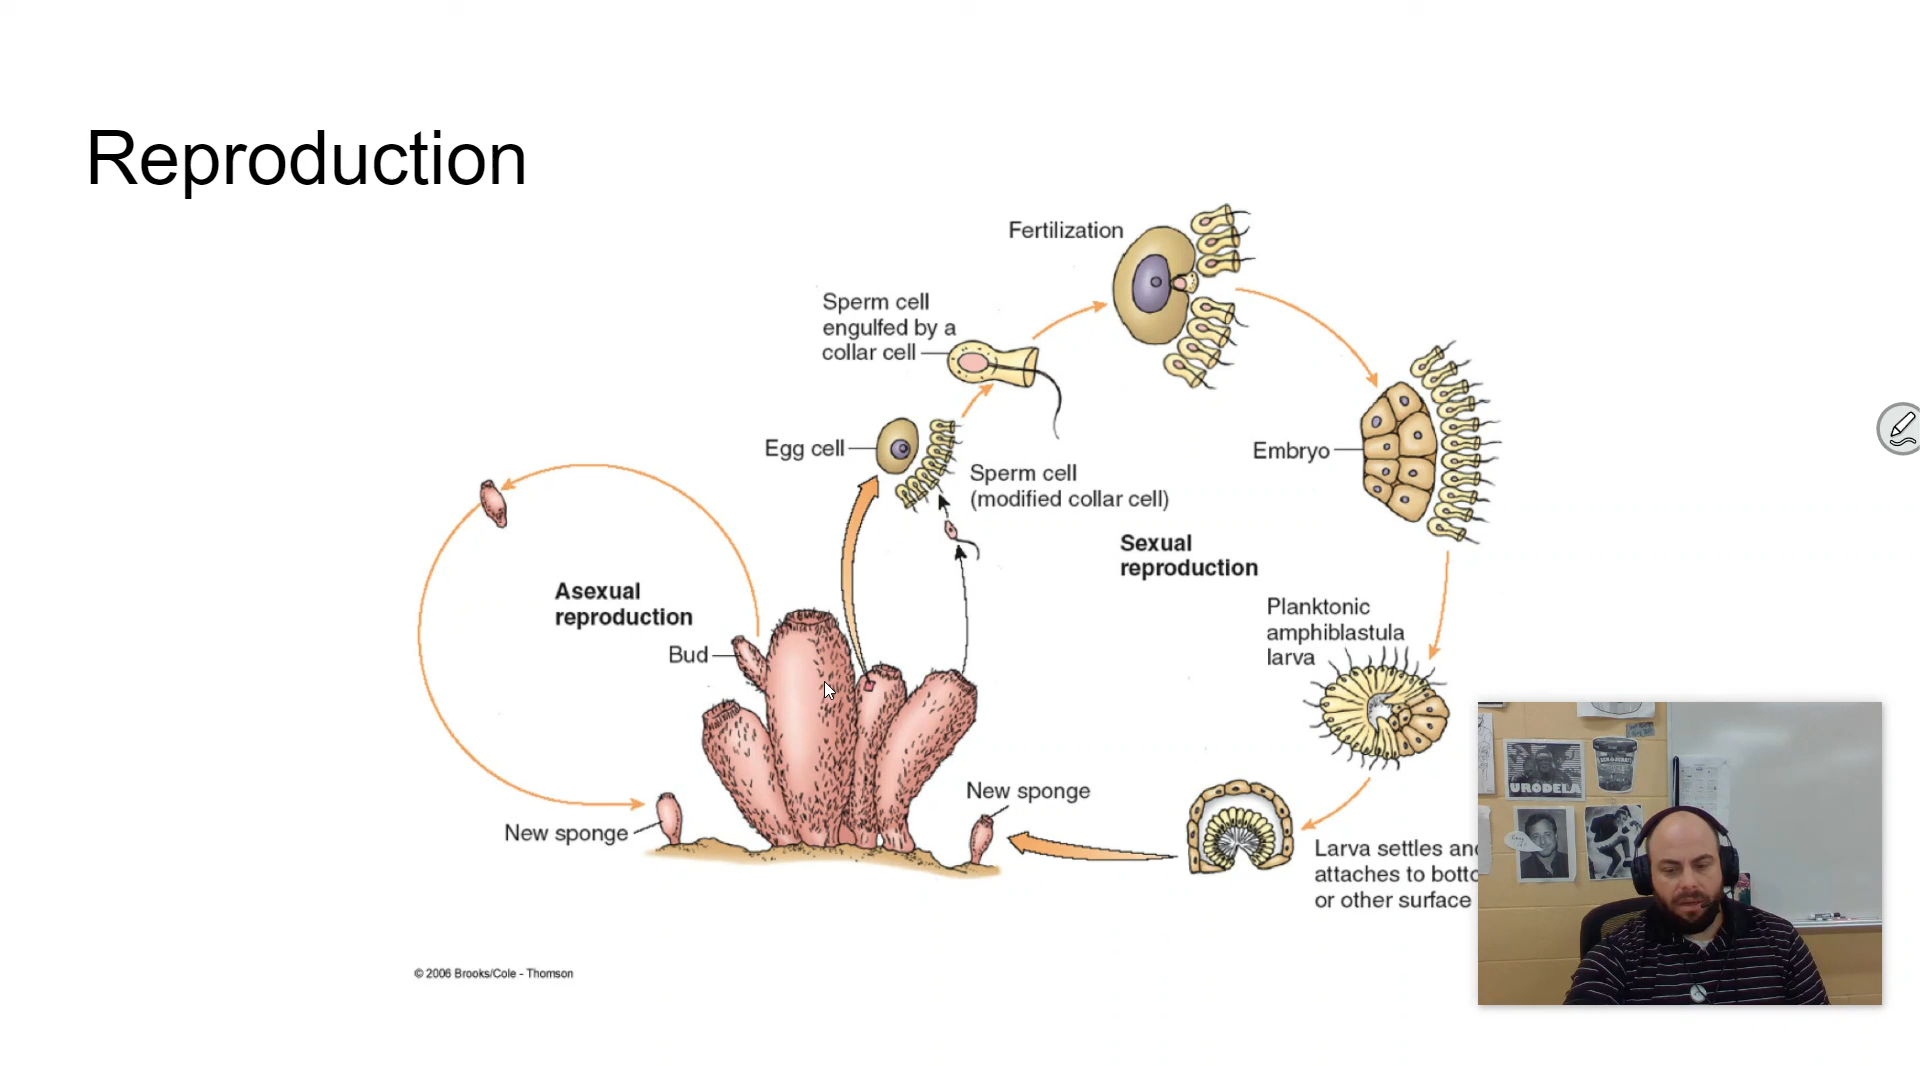 Reproduction
Fertilization
Sperm cell
engulfed by a
collar cell
Egg cell
Sperm cell
(modified collar cell)
Embryo
Sexual
reproduction
Asexual
reproduction
Bud
Planktonic
amphiblastula
larva
New sponge
New sponge
Larva settles an
attaches to botto
or other surface
© 2006 Brooks/Cole - Thomson
URODELA